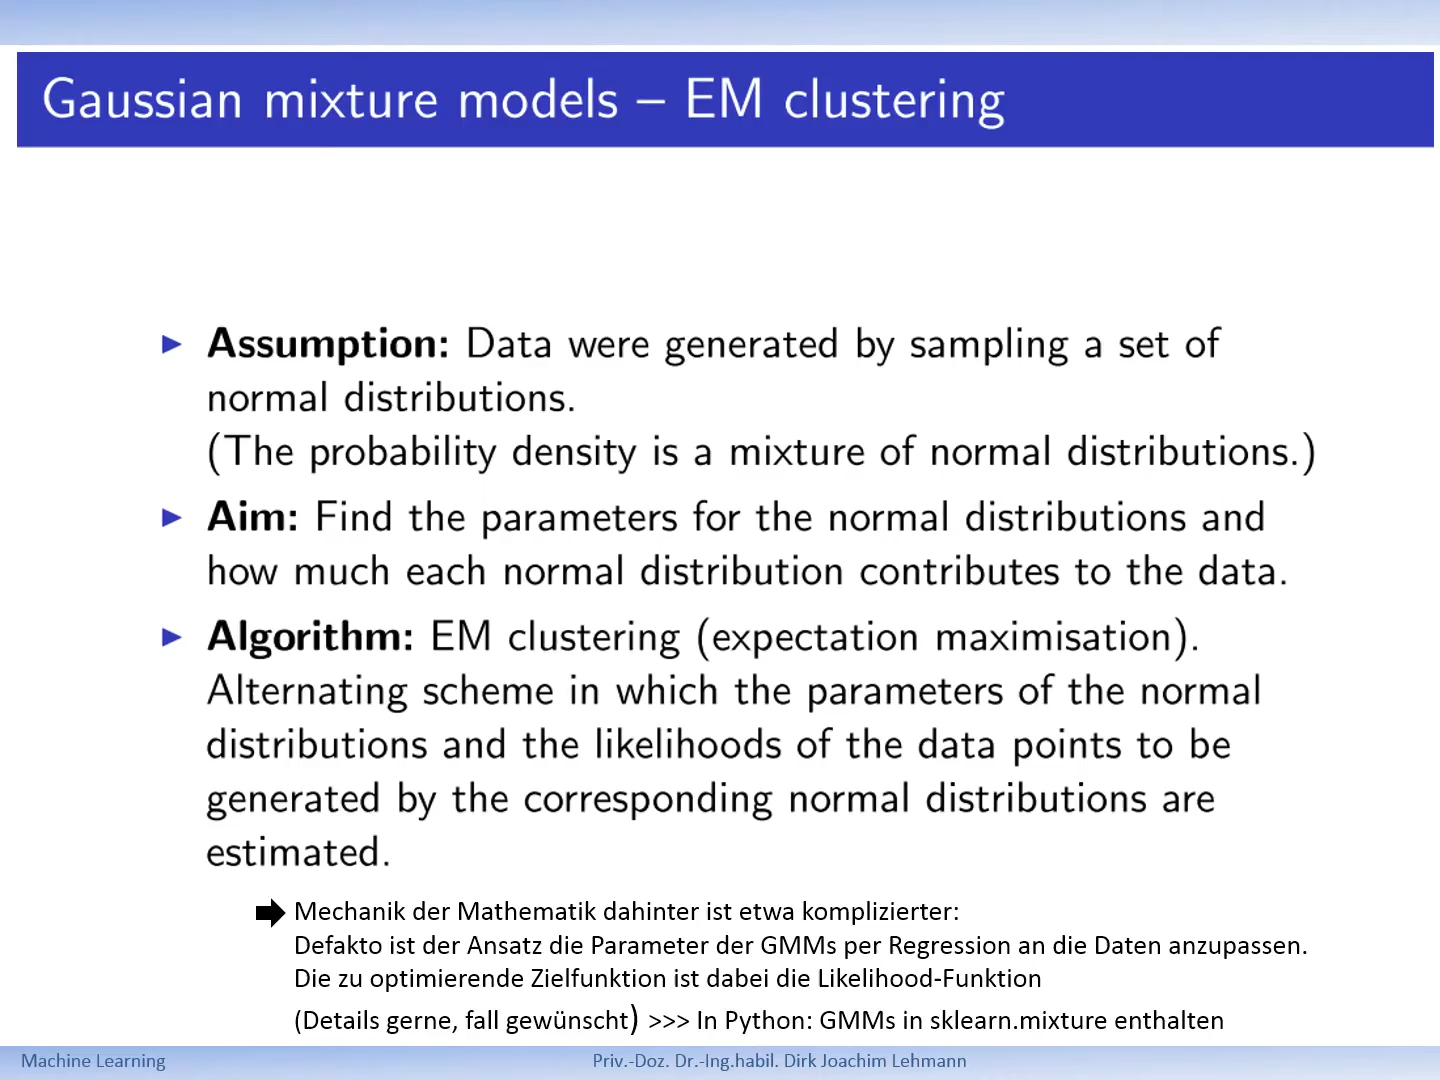 Gaussian mixture models – EM clustering
Assumption: Data were generated by sampling a set of
normal distributions.
(The probability density is a mixture of normal distributions.)
Aim: Find the parameters for the normal distributions and
how much each normal distribution contributes to the data.
Algorithm: EM clustering (expectation maximisation).
Alternating scheme in which the parameters of the normal
distributions and the likelihoods of the data points to be
generated by the corresponding normal distributions are
estimated.
Mechanik der Mathematik dahinter ist etwa komplizierter:
Defakto ist der Ansatz die Parameter der GMMs per Regression an die Daten anzupassen.
Die zu optimierende Zielfunktion ist dabei die Likelihood-Funktion
(Details gerne, fall gewünscht) >>> In Python: GMMs in sklearn.mixture enthalten
Machine Learning
Priv.-Doz. Dr.-Ing.habil. Dirk Joachim Lehmann